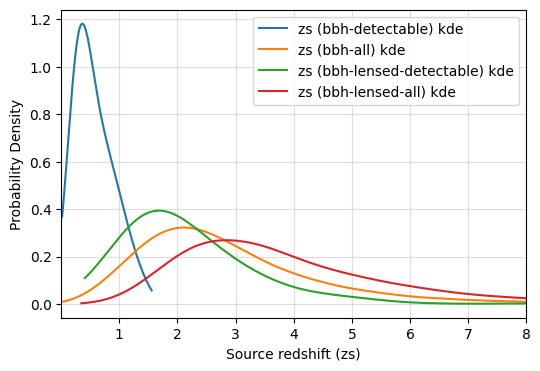 zs (bbh-detectable) kde
zs (bbh-all) kde
zs (bbh-lensed-detectable) kde
zs (bbh-lensed-all) kde
Probability Density
1.2
1.0
0.8
0.6
0.4
0.2
0.0
1 2 3 4 5 6 7 8
Source redshift (zs)